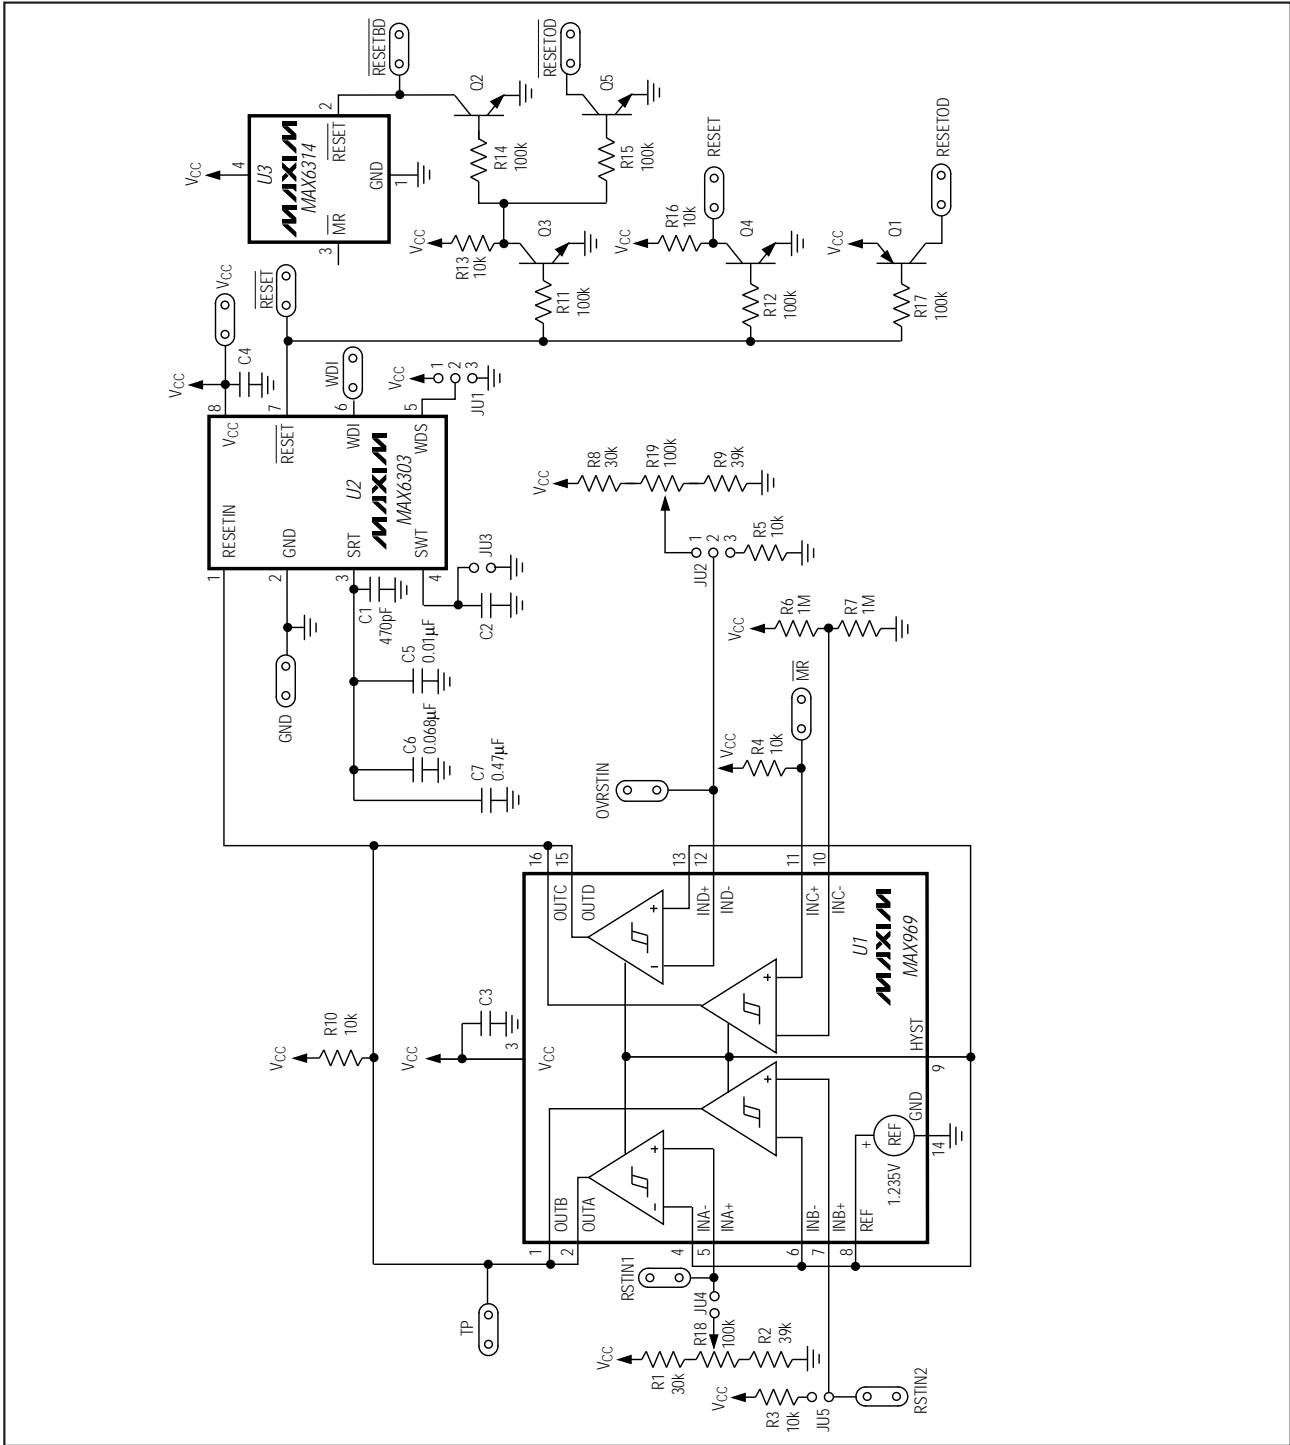 RESETBD
Q2
RESETOD
Q5
VCC
4
2
U3
MAXIM
MAX6314
RESET
MR
GND
3
1
R14
100k
R15
100k
RESET
RESETOD
VCC
R13
10k
Q3
R11
100k
VCC
R16
10k
Q4
R12
100k
VCC
Q1
R17
100k
VCC
VCC
RESET
C4
WDI
VCC
1
2
3
JU1
8
7
6
5
VCC
RESET
WDI
WDS
U2
MAXIM
MAX6303
RESETIN
GND
SRT
SWT
1
2
3
4
GND
C1
470pF
JU3
C2
C5
0.01µF
C6
0.068µF
C7
0.47µF
VCC
R8
30k
R19
100k
R9
39k
JU2
1
2
3
R5
10k
VCC
R6
1M
R7
1M
MR
VCC
R4
10k
OVRSTIN
16
15
13
12
11
10
OUTC
OUTD
IND+
IND-
INC+
INC-
+
-
+
U1
MAXIM
MAX969
VCC
R10
10k
VCC
C3
3
VCC
HYST
9
+
+
-
REF
+
1.235V
GND
14
OUTB
OUTA
INA-
INA+
INB-
INB+
REF
1
2
4
5
6
7
8
TP
RSTIN1
JU4
VCC
R1
30k
R18
100k
R2
39k
VCC
R3
10k
JU5
RSTIN2